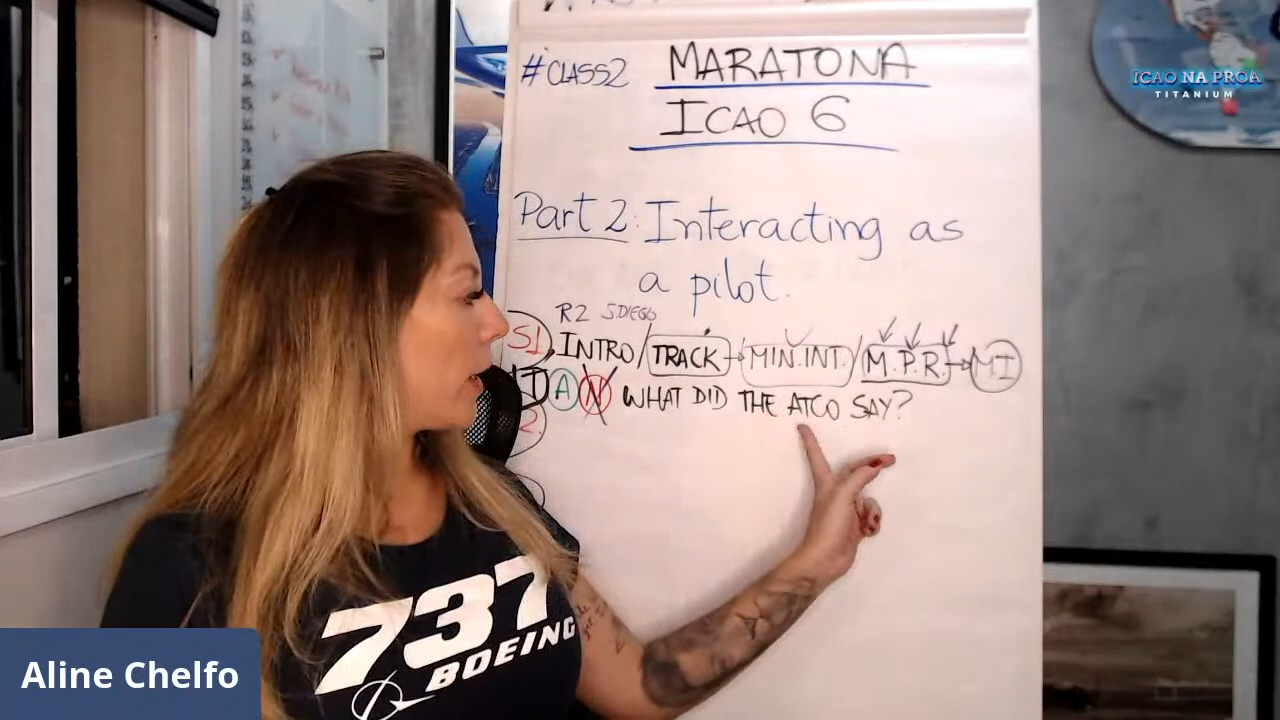 #CLASS2 MARATONA
ICAO 6
Part 2: Interacting as
a pilot.
R2 S.DIEGO
S1 INTRO / TRACK MIN.INT. / M.P.R. M.I
A N WHAT DID THE ATCO SAY?
2.
ICAO NA PROA
TITANIUM
737
BOEING
Aline Chelfo